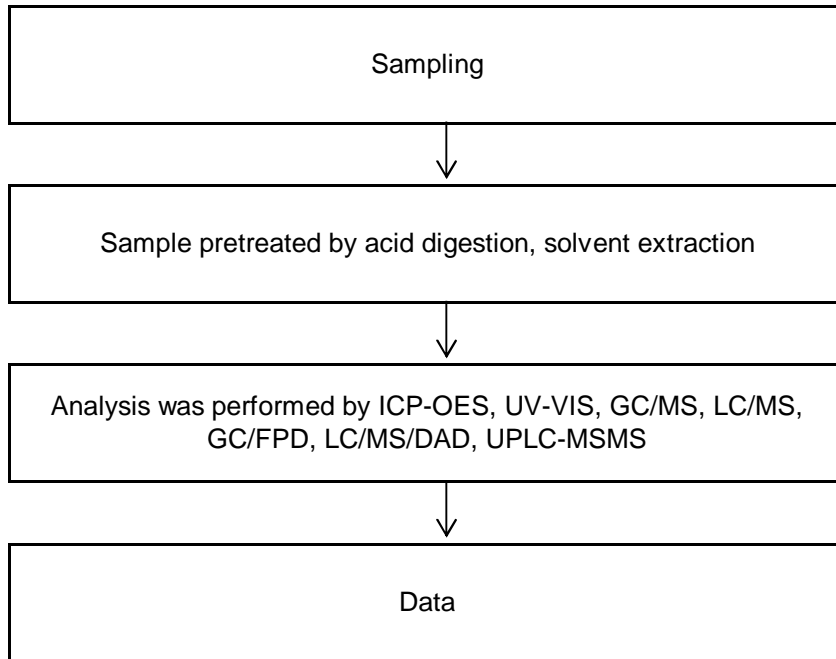 Sampling
Sample pretreated by acid digestion, solvent extraction
Analysis was performed by ICP-OES, UV-VIS, GC/MS, LC/MS,
GC/FPD, LC/MS/DAD, UPLC-MSMS
Data